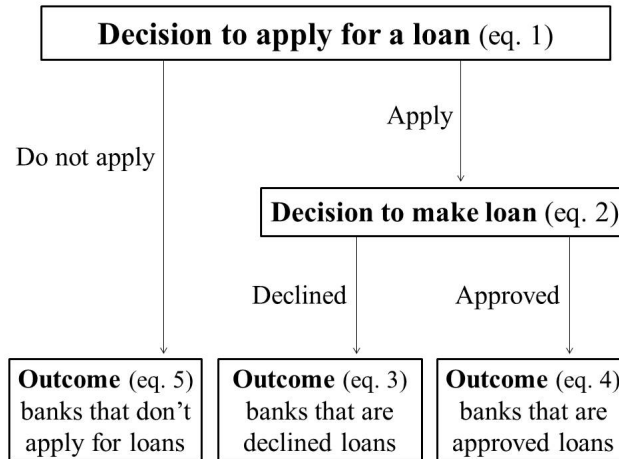 Decision to apply for a loan (eq. 1)
Apply
Do not apply
Decision to make loan (eq. 2)
Declined
Approved
Outcome (eq. 5)
banks that don't
apply for loans
Outcome (eq. 3)
banks that are
declined loans
Outcome (eq. 4)
banks that are
approved loans